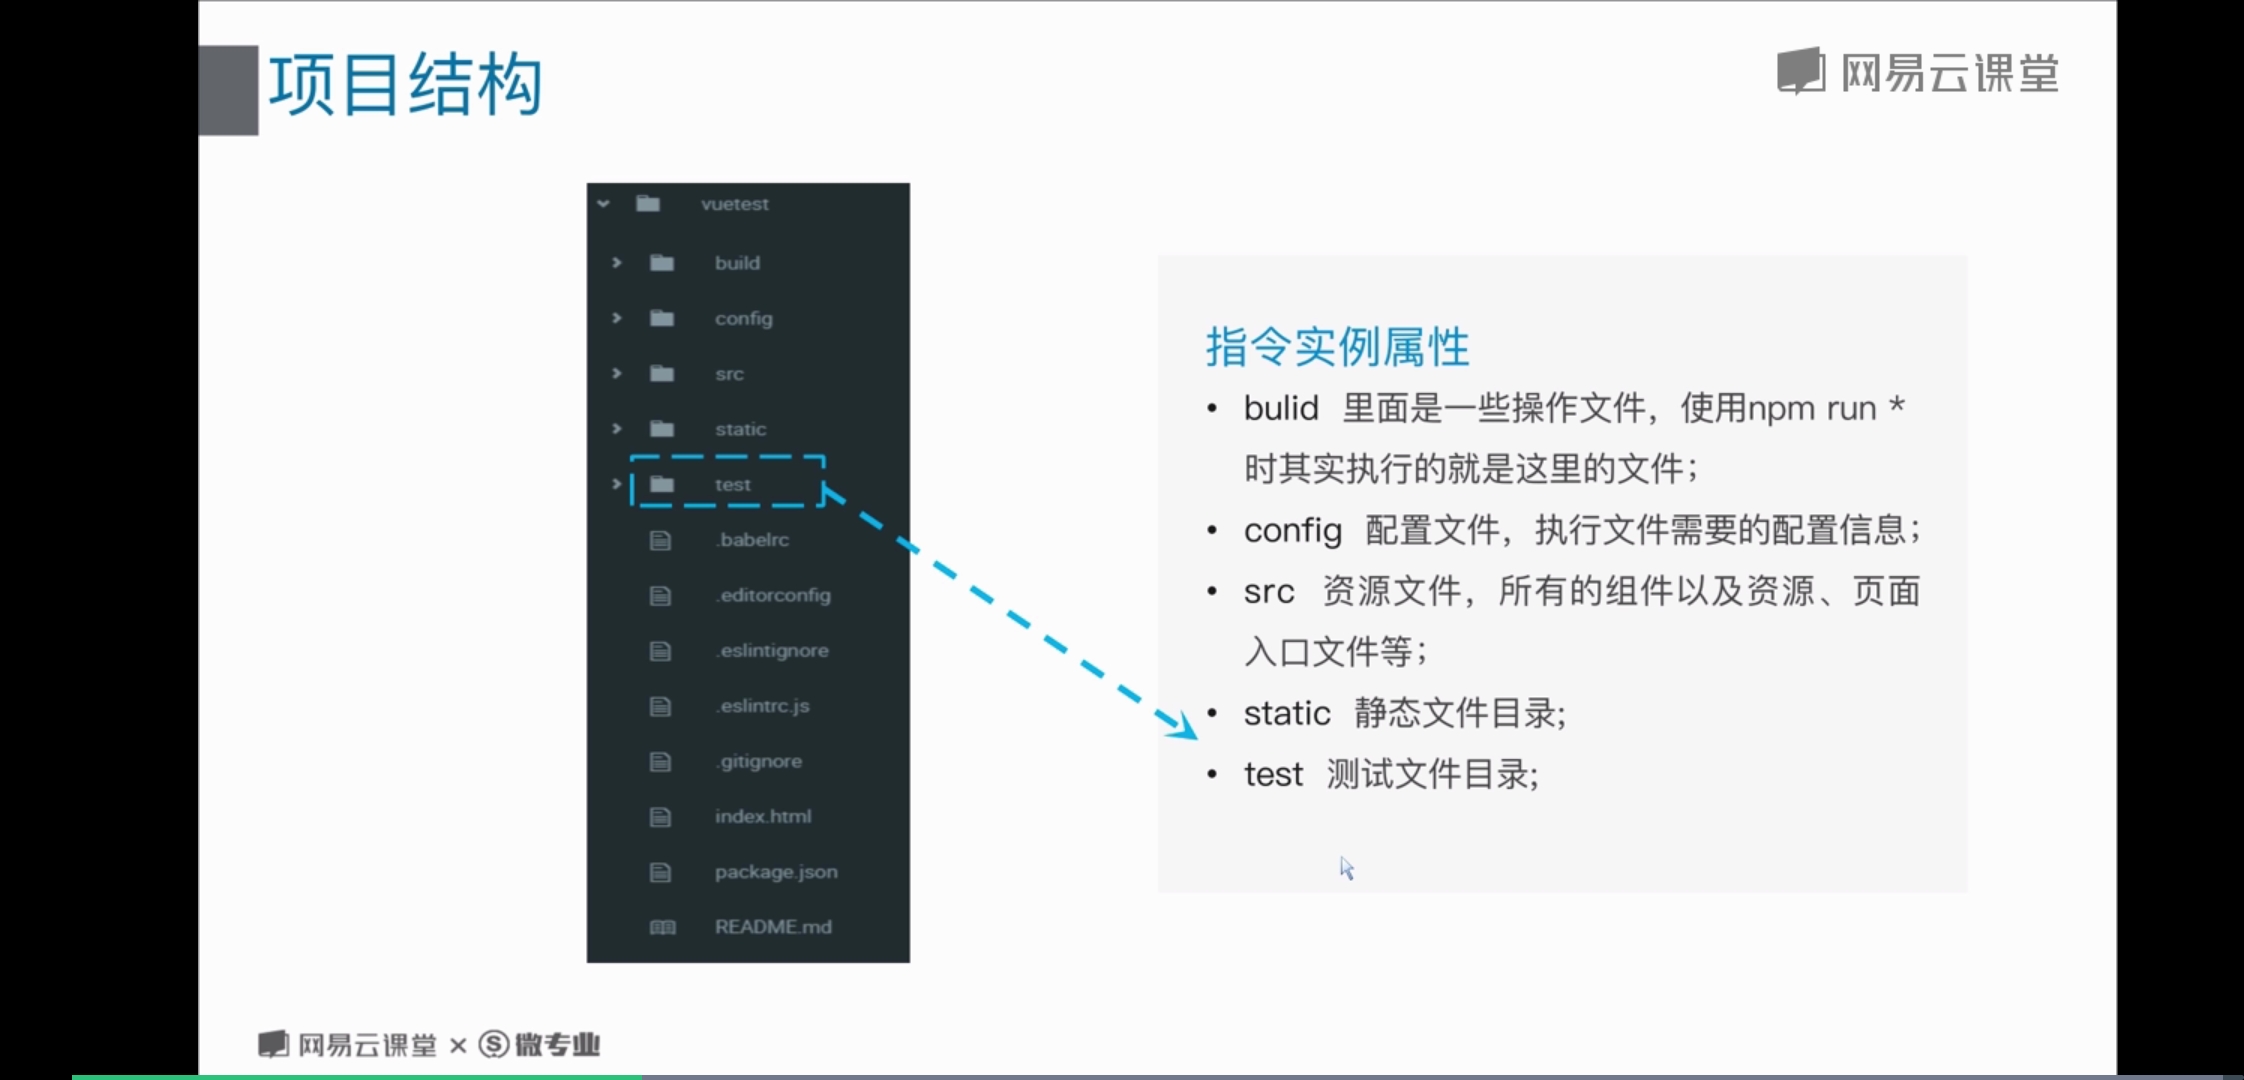 项目结构
网易云课堂
vuetest
build
config
src
static
test
.babelrc
.editorconfig
.eslintignore
.eslintrc.js
.gitignore
index.html
package.json
README.md
指令实例属性
• bulid 里面是一些操作文件，使用npm run *
时其实执行的就是这里的文件；
• config 配置文件，执行文件需要的配置信息；
• src 资源文件，所有的组件以及资源、页面
入口文件等；
• static 静态文件目录;
• test 测试文件目录;
网易云课堂 × S 微专业